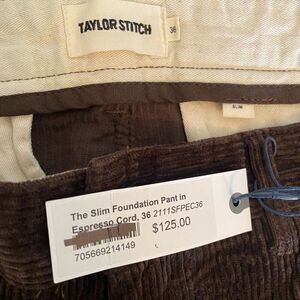 TAYLOR STITCH
36
SLIM
The Slim Foundation Pant in
Espresso Cord, 36 2111SFPEC36
$125.00
705669214149